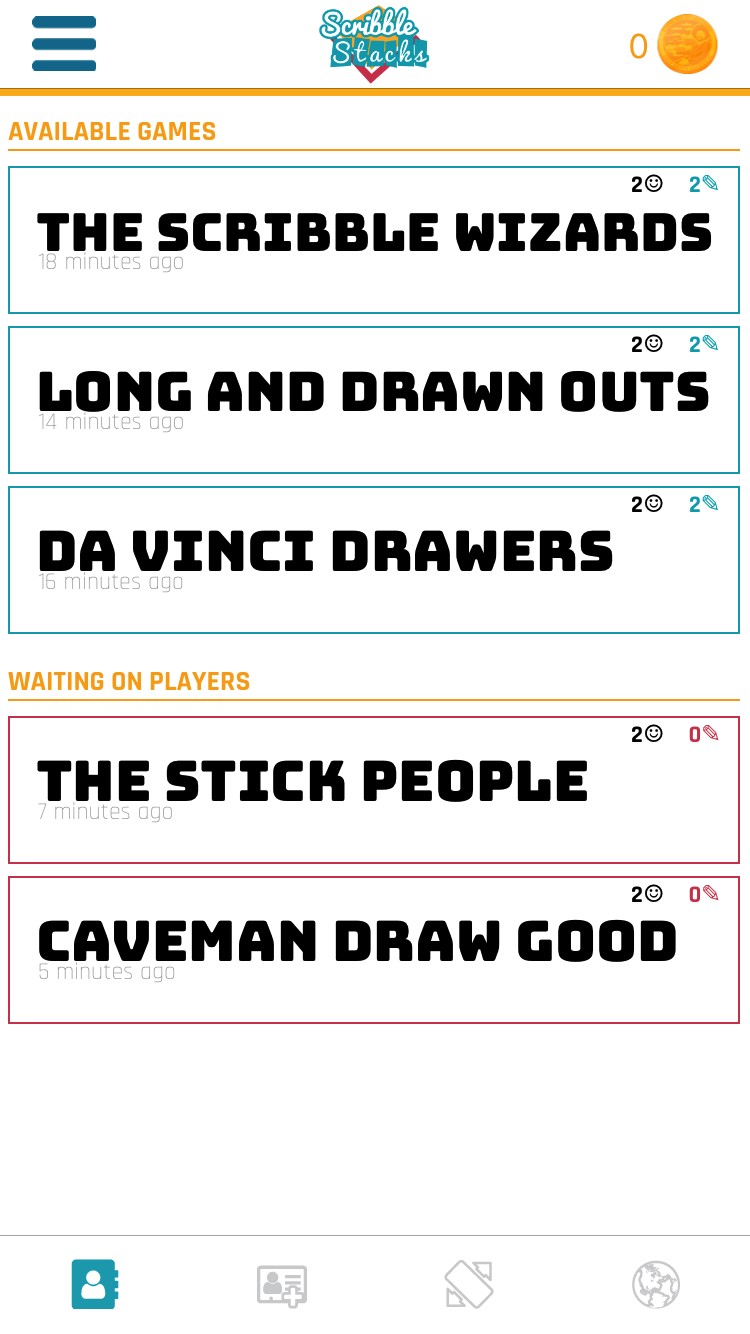 Scribble
Stacks
0
AVAILABLE GAMES
2☺ 2✎
THE SCRIBBLE WIZARDS
18 minutes ago
2☺ 2✎
LONG AND DRAWN OUTS
14 minutes ago
2☺ 2✎
DA VINCI DRAWERS
16 minutes ago
WAITING ON PLAYERS
2☺ 0✎
THE STICK PEOPLE
7 minutes ago
2☺ 0✎
CAVEMAN DRAW GOOD
5 minutes ago